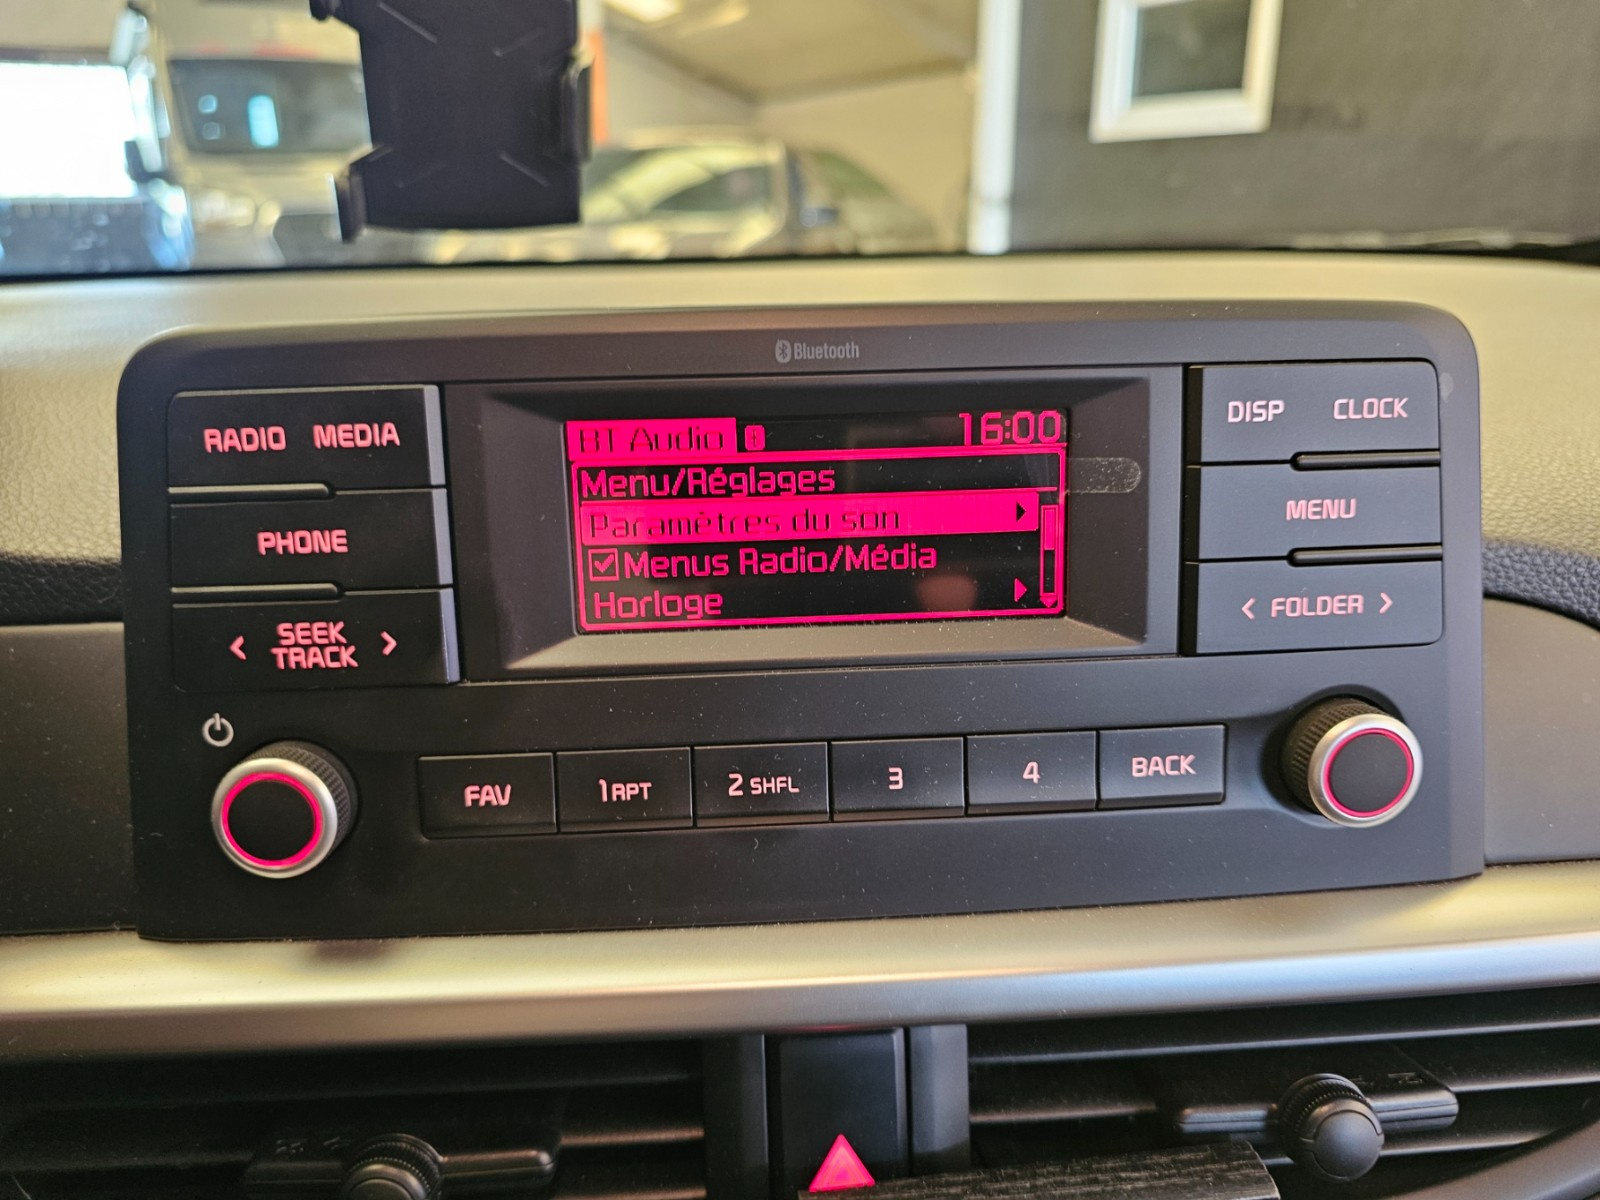 Bluetooth
RADIO MEDIA
PHONE
< SEEK TRACK >
BT Audio 16:00
Menu/Réglages
Paramètres du son
Menus Radio/Média
Horloge
DISP CLOCK
MENU
< FOLDER >
FAV 1 RPT 2 SHFL 3 4 BACK